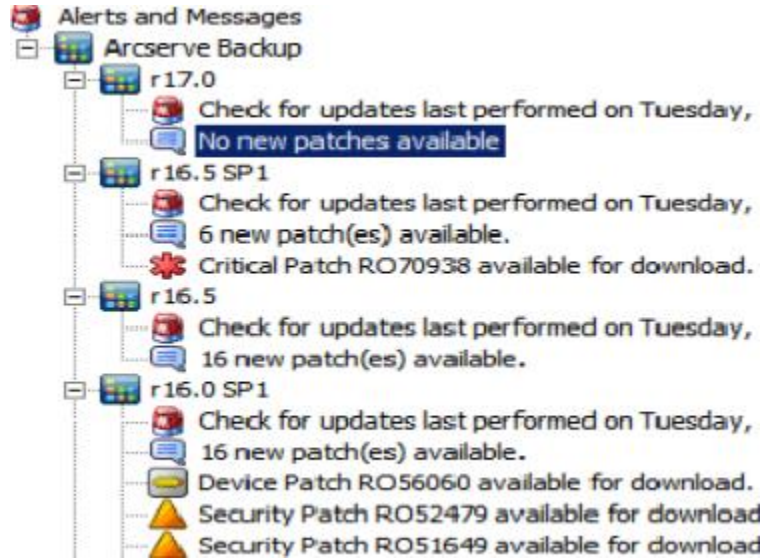 Alerts and Messages
Arcserve Backup
r17.0
Check for updates last performed on Tuesday,
No new patches available
r16.5 SP1
Check for updates last performed on Tuesday,
6 new patch(es) available.
Critical Patch RO70938 available for download.
r16.5
Check for updates last performed on Tuesday,
16 new patch(es) available.
r16.0 SP1
Check for updates last performed on Tuesday,
16 new patch(es) available.
Device Patch RO56060 available for download.
Security Patch RO52479 available for download
Security Patch RO51649 available for download